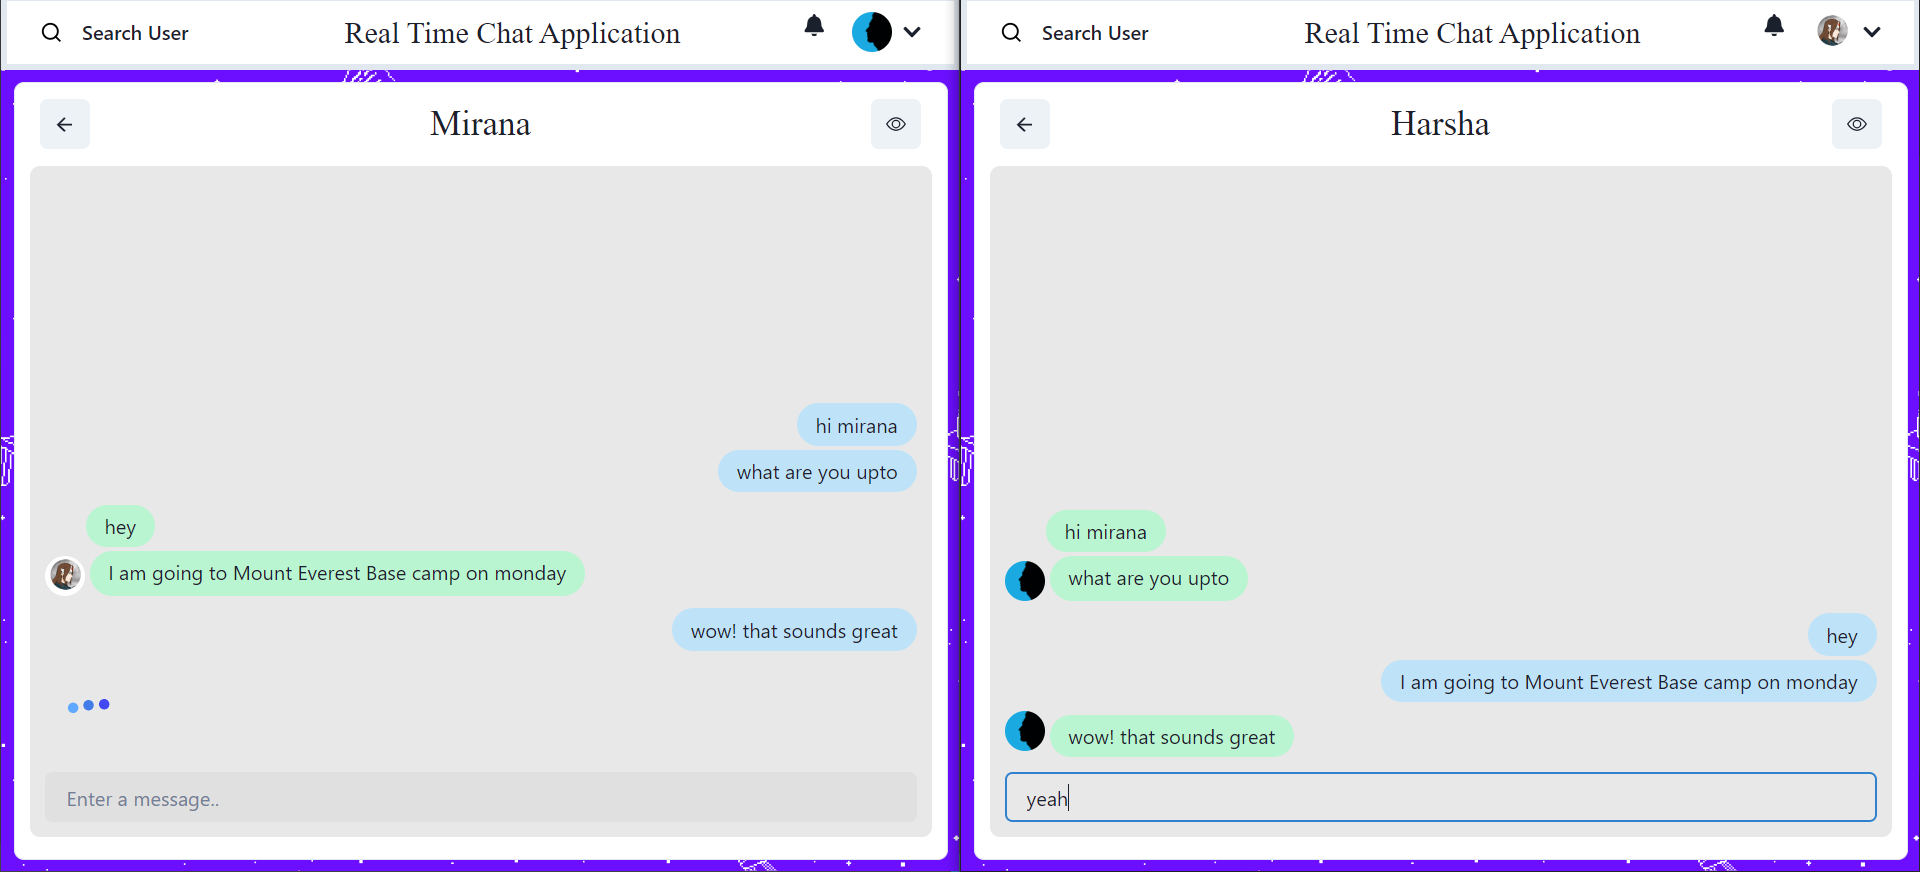 Search User
Real Time Chat Application
Mirana
hi mirana
what are you upto
hey
I am going to Mount Everest Base camp on monday
wow! that sounds great
Enter a message..
Search User
Real Time Chat Application
Harsha
hi mirana
what are you upto
hey
I am going to Mount Everest Base camp on monday
wow! that sounds great
yeah